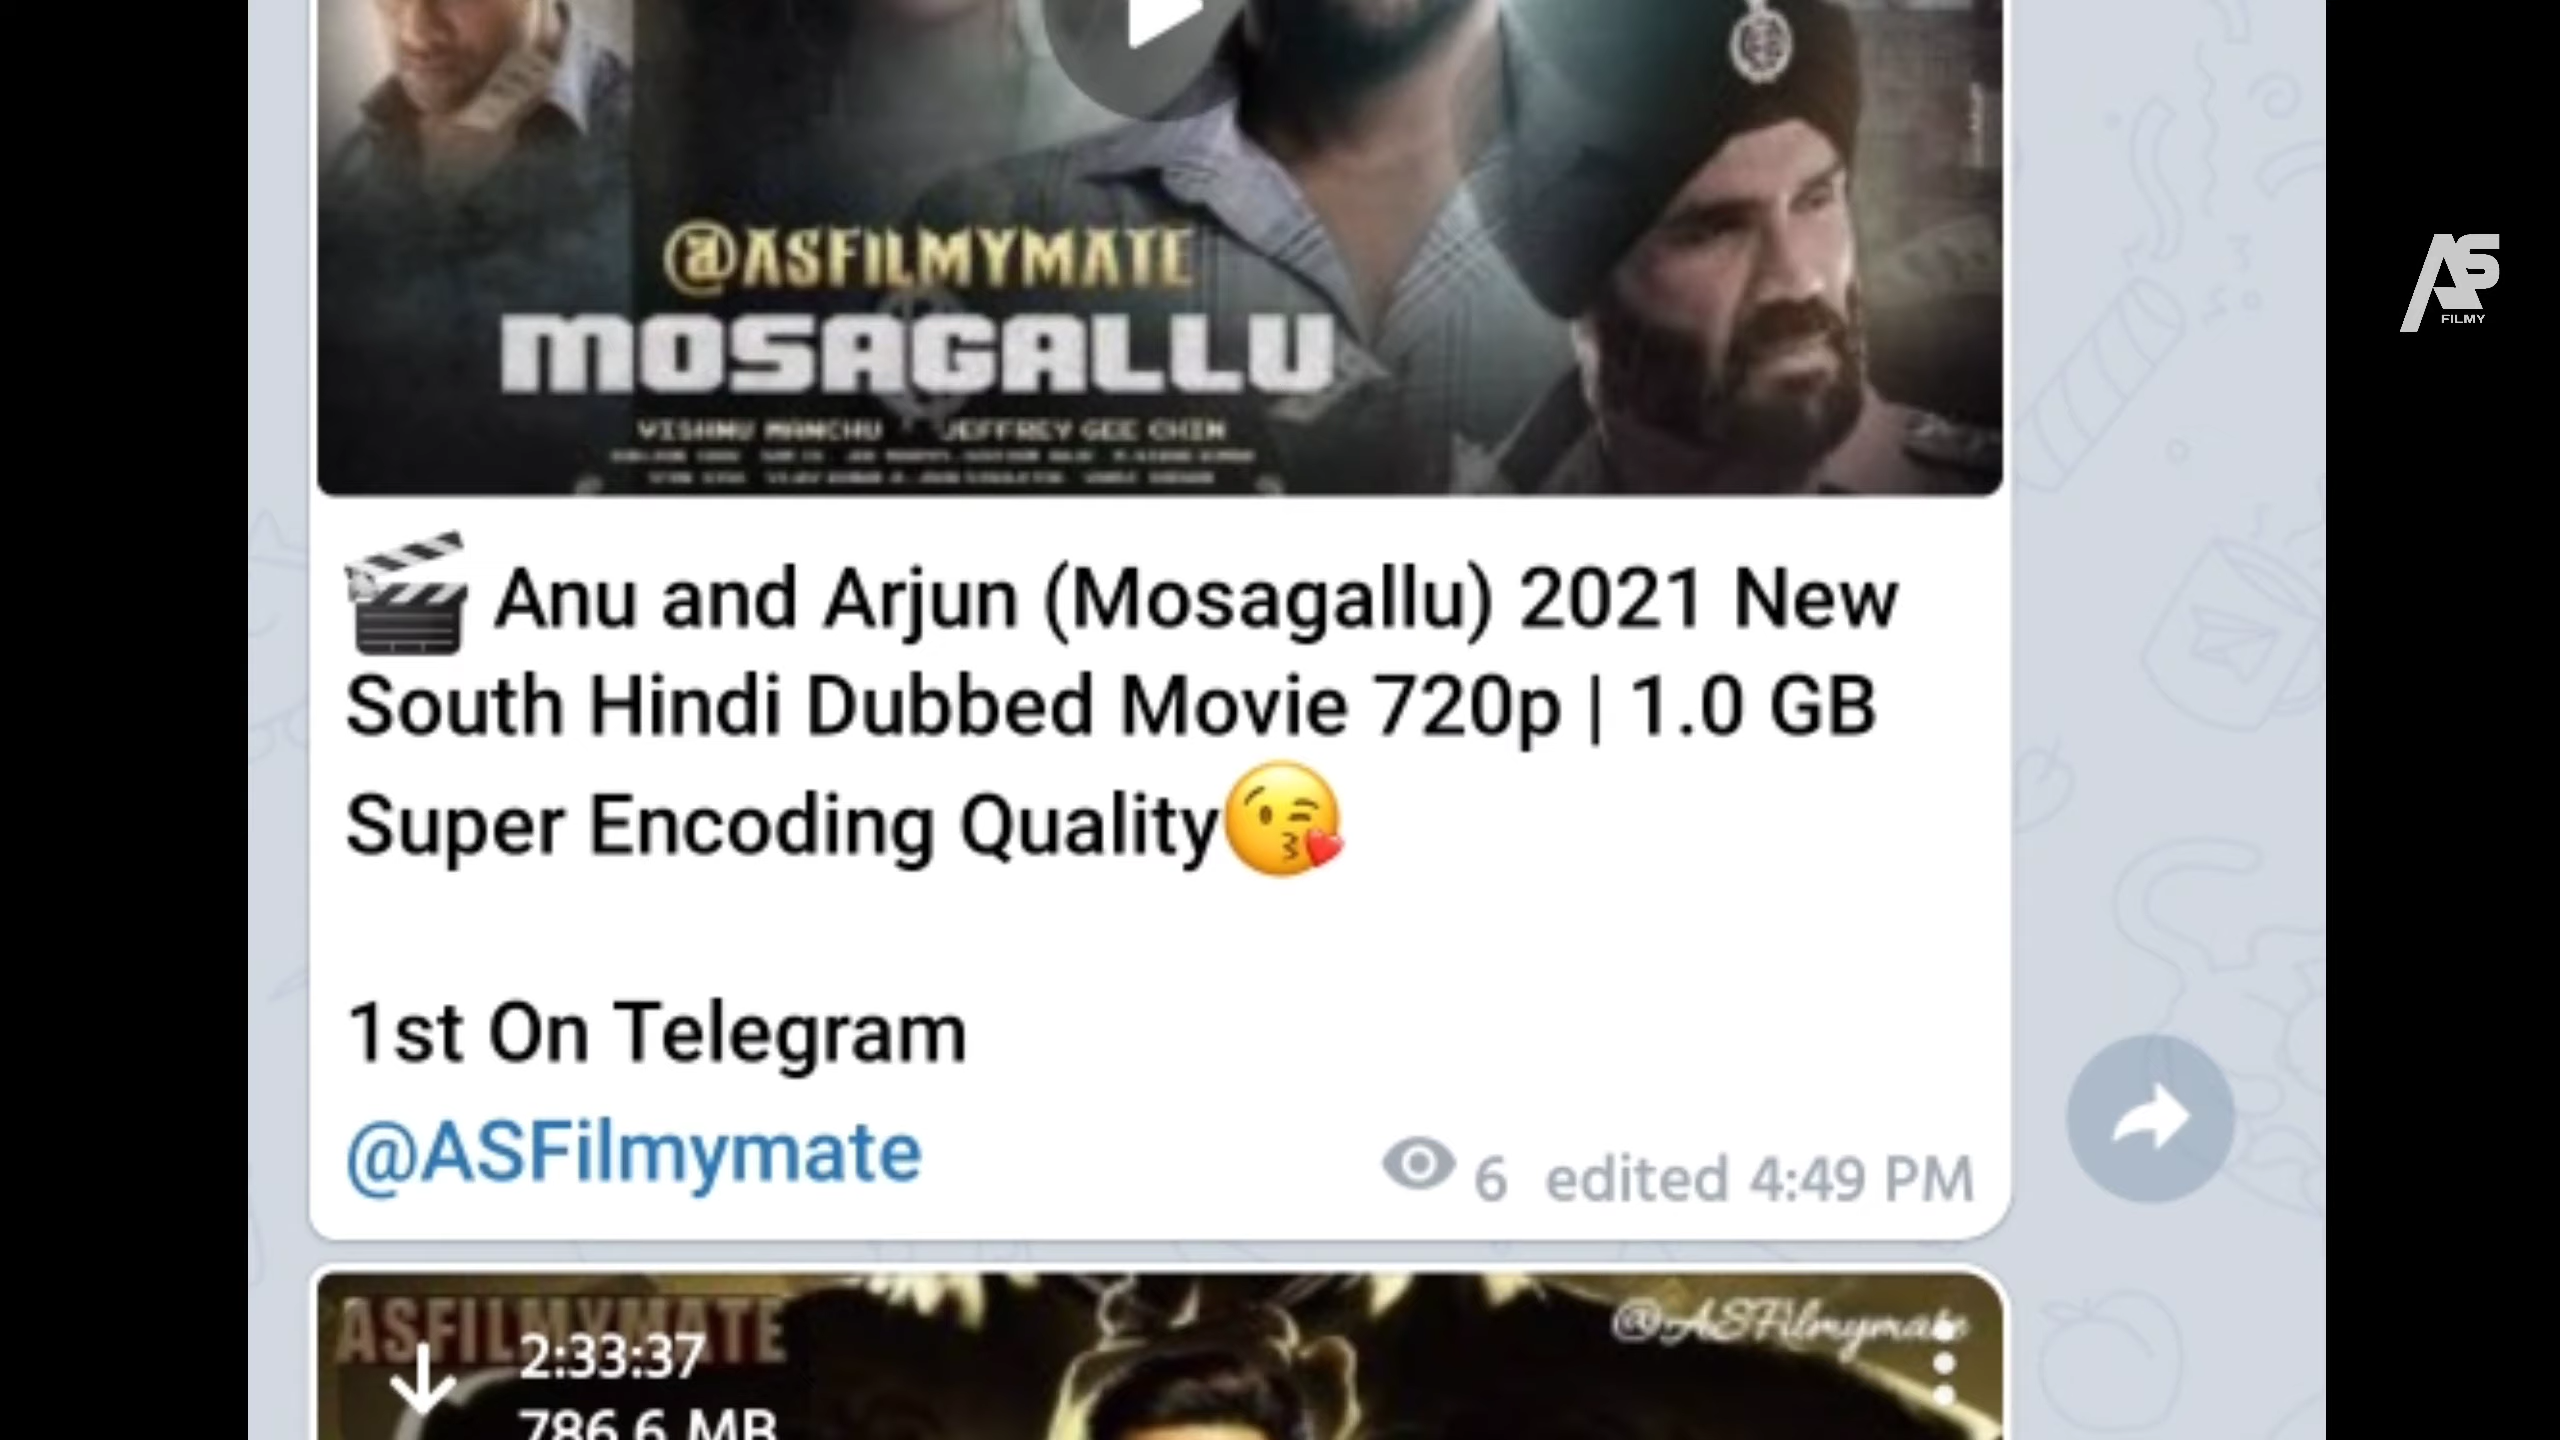 @ASFILMYMATE
MOSAGALLU
VISHNU MANCHU JEFFREY GEE CHIN
AS
FILMY
🎬 Anu and Arjun (Mosagallu) 2021 New
South Hindi Dubbed Movie 720p | 1.0 GB
Super Encoding Quality😘
1st On Telegram
@ASFilmymate
6 edited 4:49 PM
ASFILMYMATE
@ASFilmymate
2:33:37
786.6 MB